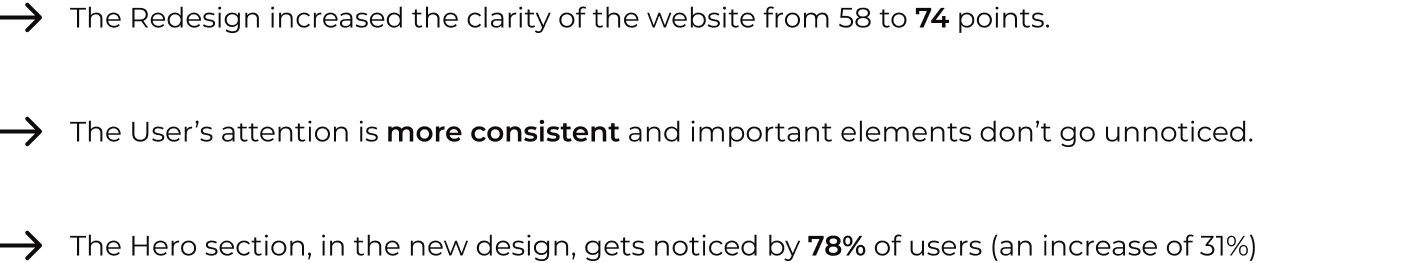 → The Redesign increased the clarity of the website from 58 to 74 points.
→ The User’s attention is more consistent and important elements don’t go unnoticed.
→ The Hero section, in the new design, gets noticed by 78% of users (an increase of 31%)